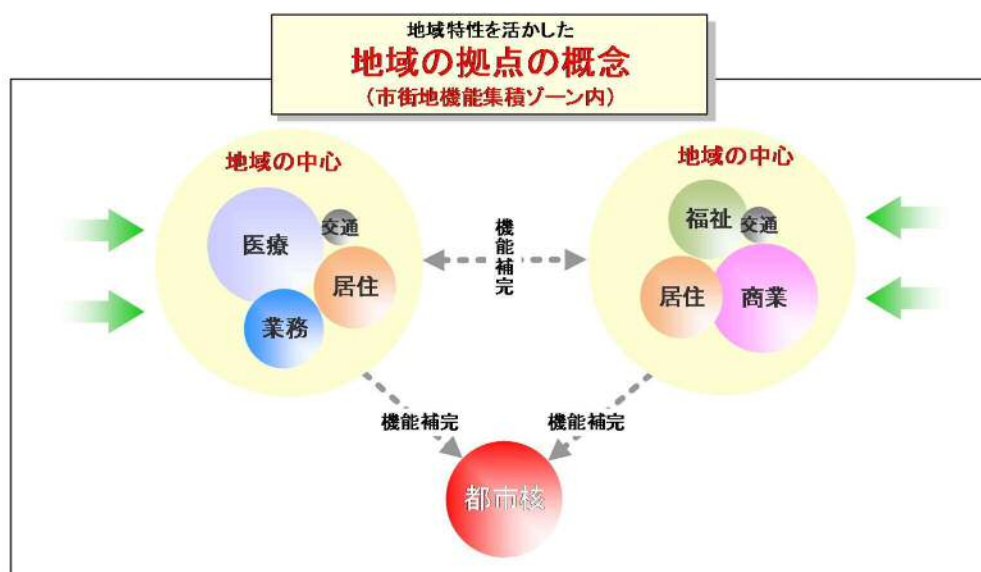 地域特性を活かした
地域の拠点の概念
（市街地機能集積ゾーン内）
地域の中心
医療
交通
居住
業務
機能補完
地域の中心
福祉
交通
居住
商業
機能補完
機能補完
都市核